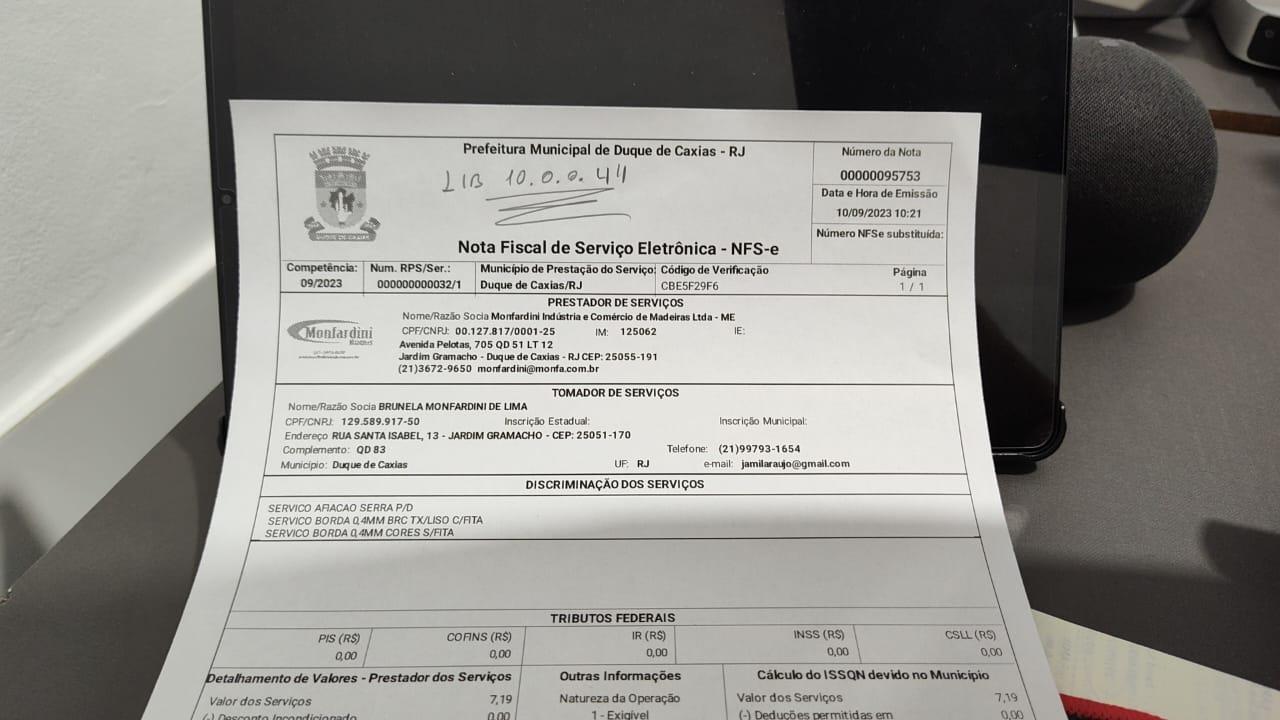 Prefeitura Municipal de Duque de Caxias - RJ
LIB 10.0.0.44
Nota Fiscal de Serviço Eletrônica - NFS-e
Número da Nota
00000095753
Data e Hora de Emissão
10/09/2023 10:21
Número NFSe substituída:
DUQUE DE CAXIAS
Competência: Num. RPS/Ser.: Município de Prestação do Serviço: Código de Verificação Página
09/2023 000000000032/1 Duque de Caxias/RJ CBE5F29F6 1 / 1
PRESTADOR DE SERVIÇOS
Monfardini
Nome/Razão Socia Monfardini Indústria e Comércio de Madeiras Ltda - ME
CPF/CNPJ: 00.127.817/0001-25 IM: 125062 IE:
Avenida Pelotas, 705 QD 51 LT 12
Jardim Gramacho - Duque de Caxias - RJ CEP: 25055-191
(21)3672-9650 monfardini@monfa.com.br
TOMADOR DE SERVIÇOS
Nome/Razão Socia BRUNELA MONFARDINI DE LIMA
CPF/CNPJ: 129.589.917-50 Inscrição Estadual: Inscrição Municipal:
Endereço RUA SANTA ISABEL, 13 - JARDIM GRAMACHO - CEP: 25051-170
Complemento: QD 83 Telefone: (21)99793-1654
Município: Duque de Caxias UF: RJ e-mail: jamilaraujo@gmail.com
DISCRIMINAÇÃO DOS SERVIÇOS
SERVICO AFIACAO SERRA P/D
SERVICO BORDA 0,4MM BRC TX/LISO C/FITA
SERVICO BORDA 0,4MM CORES S/FITA
TRIBUTOS FEDERAIS
PIS (R$) COFINS (R$) IR (R$) INSS (R$) CSLL (R$)
0,00 0,00 0,00 0,00 0,00
Detalhamento de Valores - Prestador dos Serviços Outras Informações Cálculo do ISSQN devido no Município
Valor dos Serviços 7,19 Natureza da Operação Valor dos Serviços 7,19
(-) Desconto Incondicionado 0,00 1 - Exigível (-) Deduções permitidas em 0,00